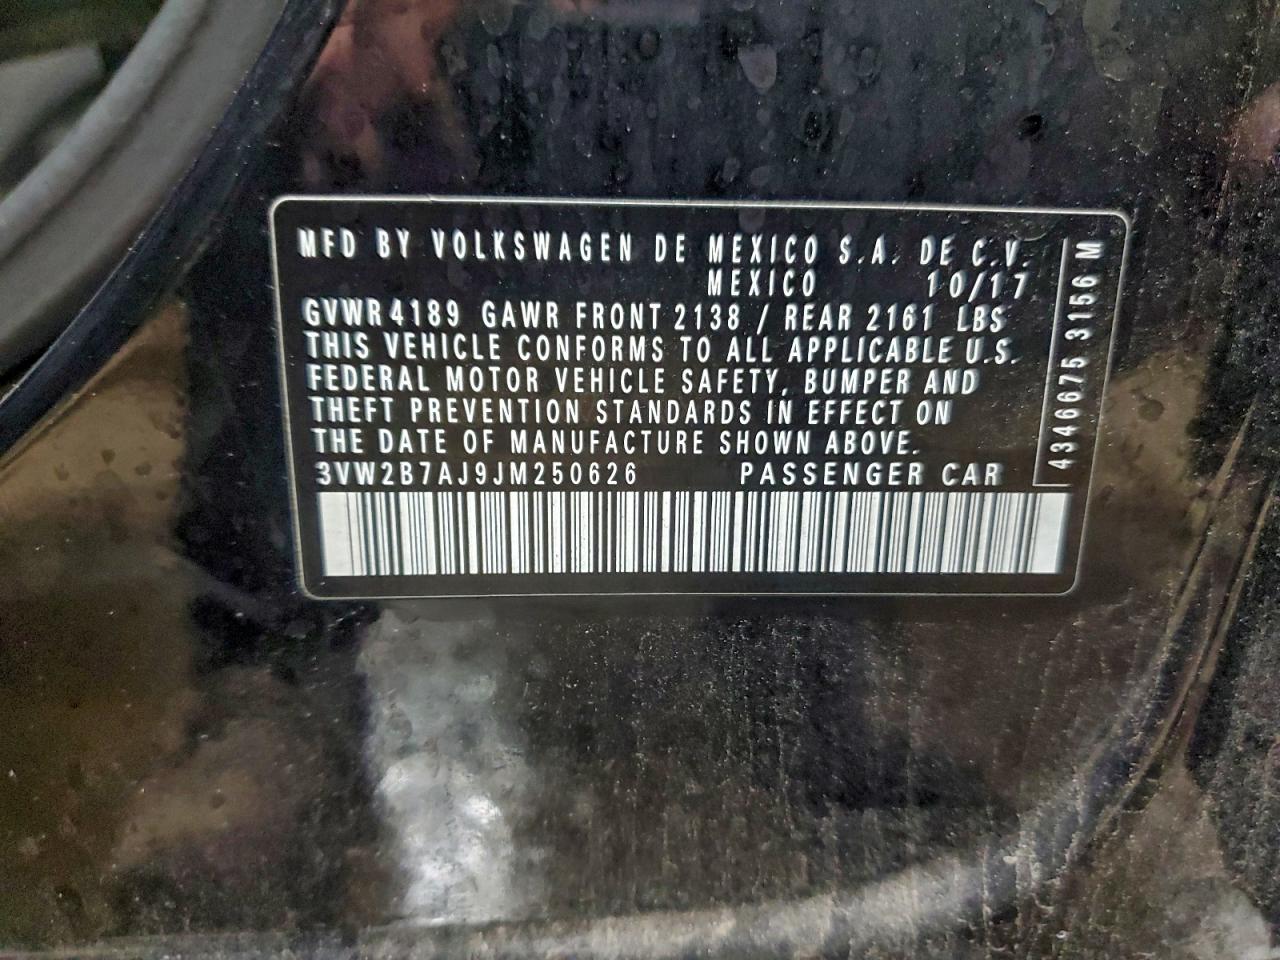 MFD BY VOLKSWAGEN DE MEXICO S.A. DE C.V.
MEXICO 10/17
GVWR 4189 GAWR FRONT 2138 / REAR 2161 LBS
THIS VEHICLE CONFORMS TO ALL APPLICABLE U.S.
FEDERAL MOTOR VEHICLE SAFETY, BUMPER AND
THEFT PREVENTION STANDARDS IN EFFECT ON
THE DATE OF MANUFACTURE SHOWN ABOVE.
3VW2B7AJ9JM250626 PASSENGER CAR
4346675 3156 M